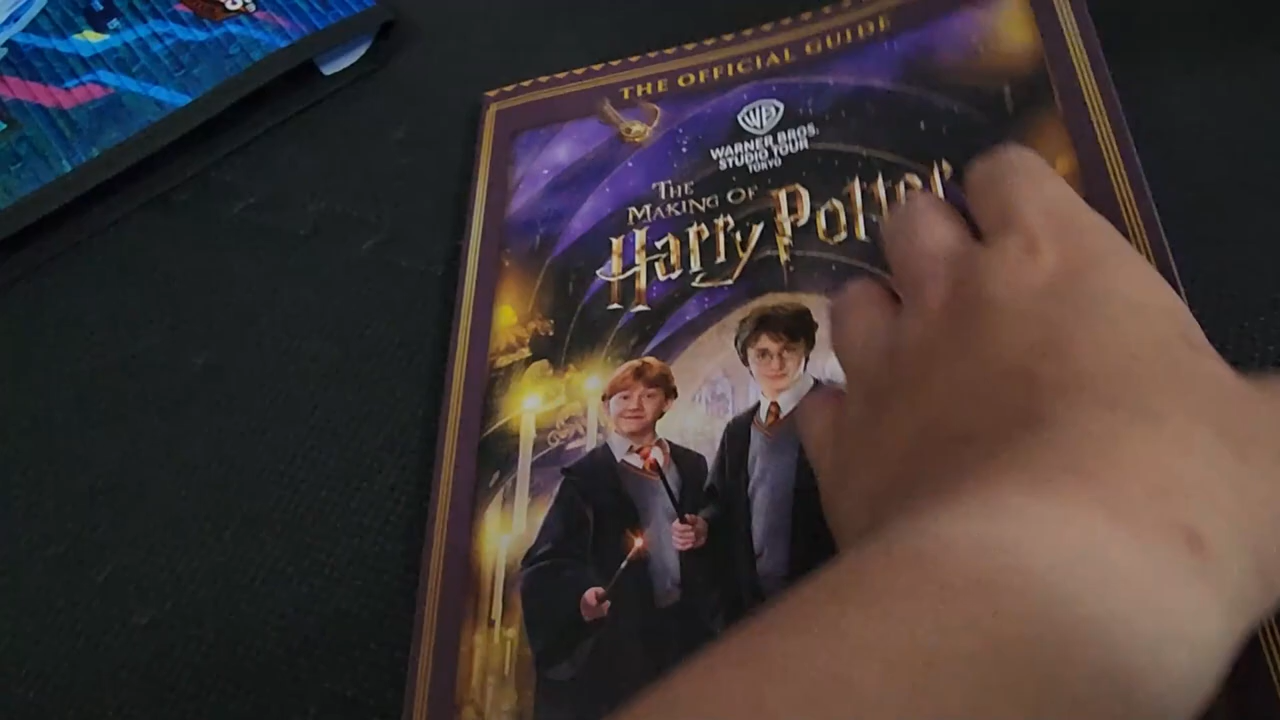 THE OFFICIAL GUIDE
WB
WARNER BROS.
STUDIO TOUR
TOKYO
THE
MAKING OF
Harry Potter